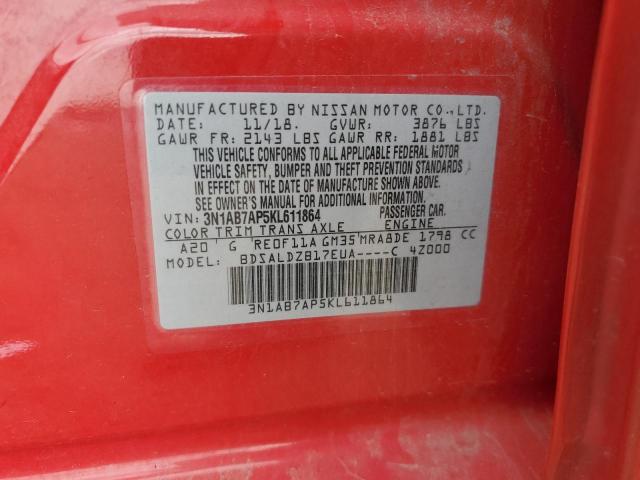 MANUFACTURED BY NISSAN MOTOR CO.,LTD.
DATE: 11/18. GVWR: 3876 LBS
GAWR FR: 2143 LBS GAWR RR: 1881 LBS
THIS VEHICLE CONFORMS TO ALL APPLICABLE FEDERAL MOTOR
VEHICLE SAFETY, BUMPER AND THEFT PREVENTION STANDARDS
IN EFFECT ON THE DATE OF MANUFACTURE SHOWN ABOVE.
SEE OWNER'S MANUAL FOR ADDITIONAL INFORMATION.
VIN: 3N1AB7AP5KL611864 PASSENGER CAR.
COLOR TRIM TRANS AXLE ENGINE
A20 G RE0F11A GM35 MRA8DE 1798 CC
MODEL: BDSALDZB17EUA----C 4Z000
3N1AB7AP5KL611864